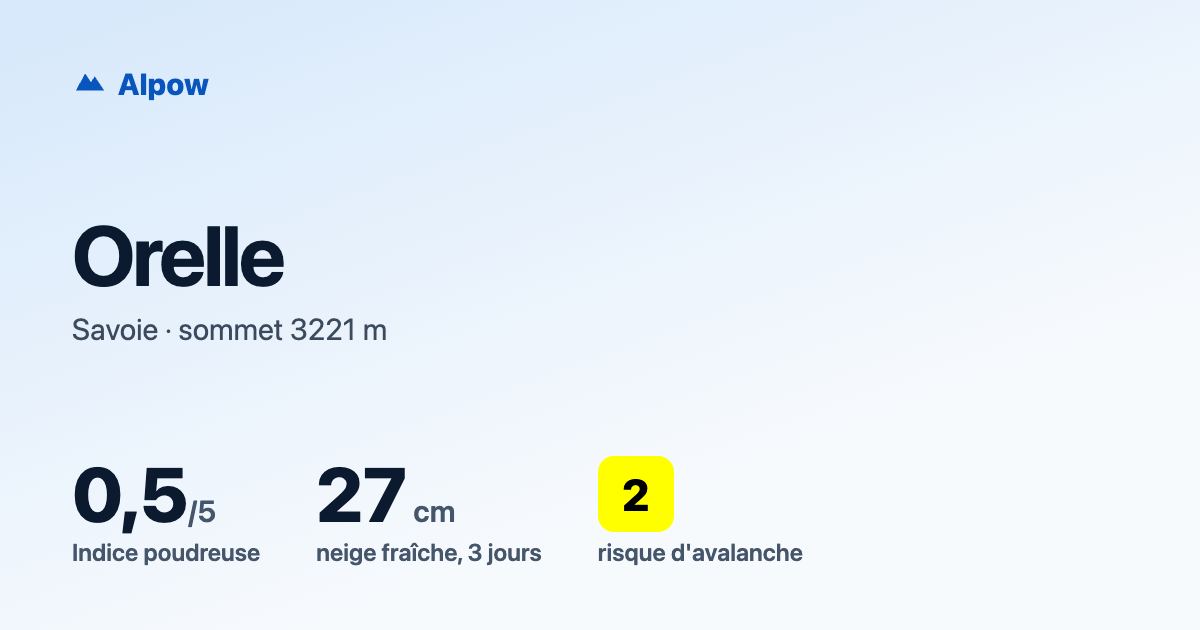 Alpow
Orelle
Savoie · sommet 3221 m
0,5/5
Indice poudreuse
27 cm
neige fraîche, 3 jours
2
risque d'avalanche